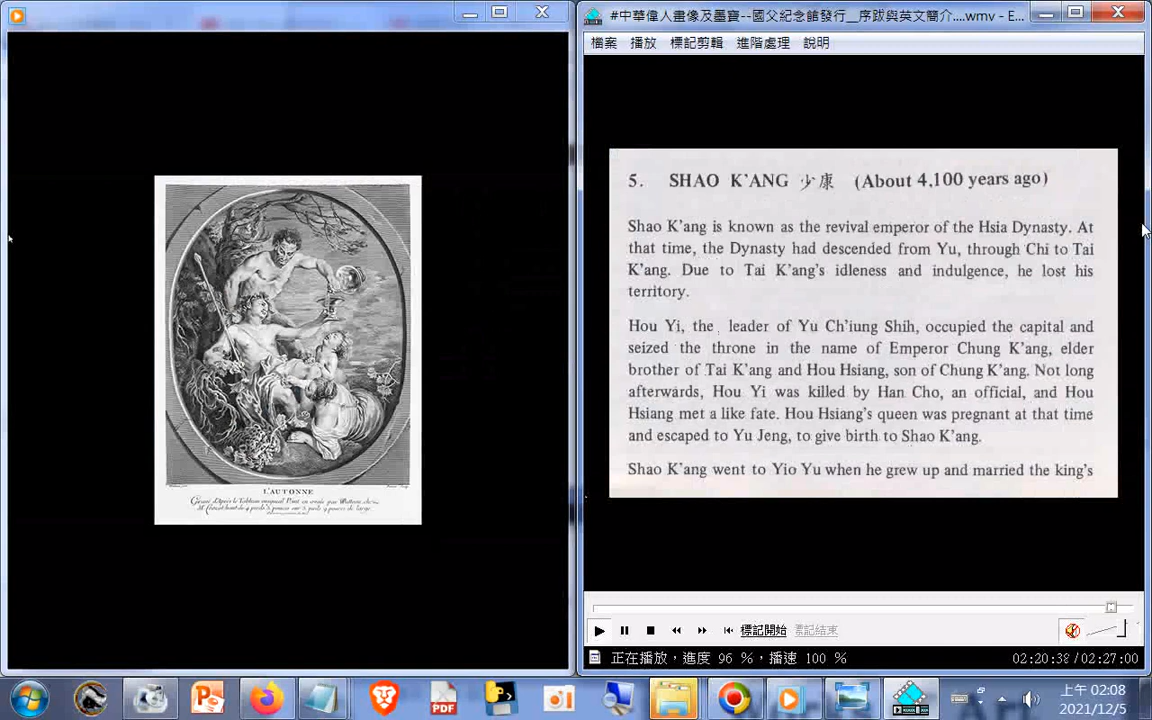 L'AUTONNE
#中華偉人畫像及墨寶--國父紀念館發行__序跋與英文簡介....wmv - E...
檔案 播放 標記剪輯 進階處理 說明
5. SHAO K'ANG 少康 (About 4,100 years ago)
Shao K'ang is known as the revival emperor of the Hsia Dynasty. At
that time, the Dynasty had descended from Yu, through Chi to Tai
K'ang. Due to Tai K'ang's idleness and indulgence, he lost his
territory.
Hou Yi, the leader of Yu Ch'iung Shih, occupied the capital and
seized the throne in the name of Emperor Chung K'ang, elder
brother of Tai K'ang and Hou Hsiang, son of Chung K'ang. Not long
afterwards, Hou Yi was killed by Han Cho, an official, and Hou
Hsiang met a like fate. Hou Hsiang's queen was pregnant at that time
and escaped to Yu Jeng, to give birth to Shao K'ang.
Shao K'ang went to Yio Yu when he grew up and married the king's
標記開始 標記結束
正在播放，進度 96 %，播速 100 %
02:20:38 / 02:27:00
PDF
上午 02:08
2021/12/5